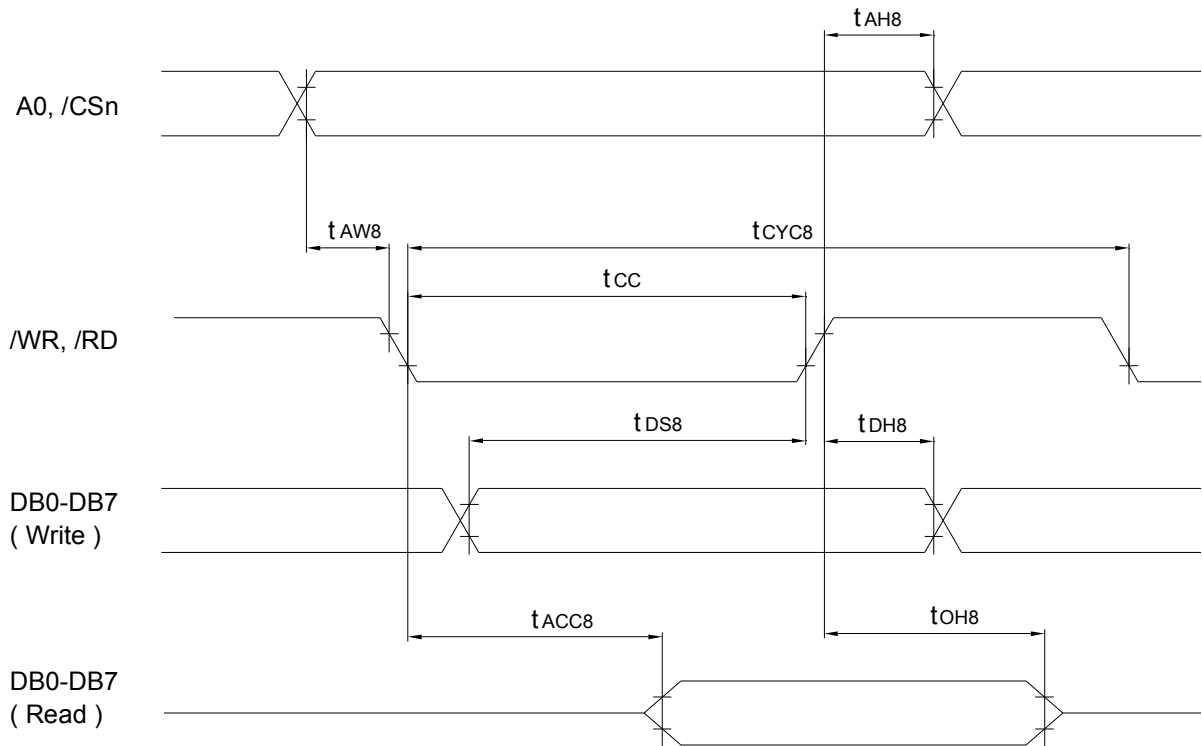 tAH8
A0, /CSn
tAW8
tCYC8
tCC
/WR, /RD
tDS8
tDH8
DB0-DB7
( Write )
tACC8
tOH8
DB0-DB7
( Read )